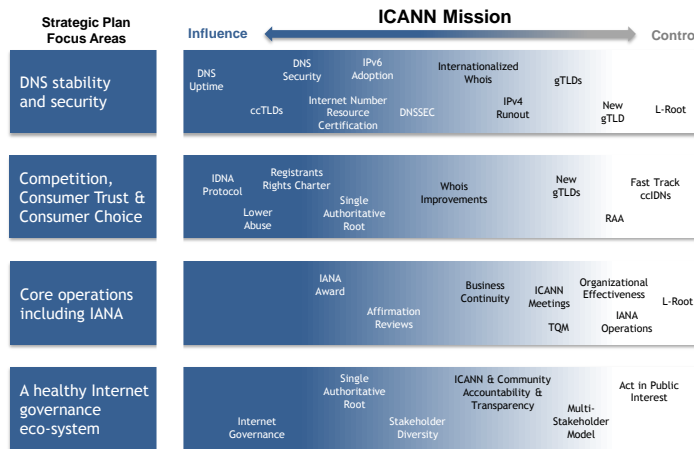 Strategic Plan
Focus Areas
ICANN Mission
Influence
Control
DNS stability
and security
DNS
Uptime
ccTLDs
DNS
Security
Internet Number
Resource
Certification
IPv6
Adoption
DNSSEC
Internationalized
Whois
IPv4
Runout
gTLDs
New
gTLD
L-Root
Competition,
Consumer Trust &
Consumer Choice
IDNA
Protocol
Lower
Abuse
Registrants
Rights Charter
Single
Authoritative
Root
Whois
Improvements
New
gTLDs
RAA
Fast Track
ccIDNs
Core operations
including IANA
IANA
Award
Affirmation
Reviews
Business
Continuity
ICANN
Meetings
TQM
Organizational
Effectiveness
IANA
Operations
L-Root
A healthy Internet
governance
eco-system
Internet
Governance
Single
Authoritative
Root
Stakeholder
Diversity
ICANN & Community
Accountability &
Transparency
Multi-
Stakeholder
Model
Act in Public
Interest